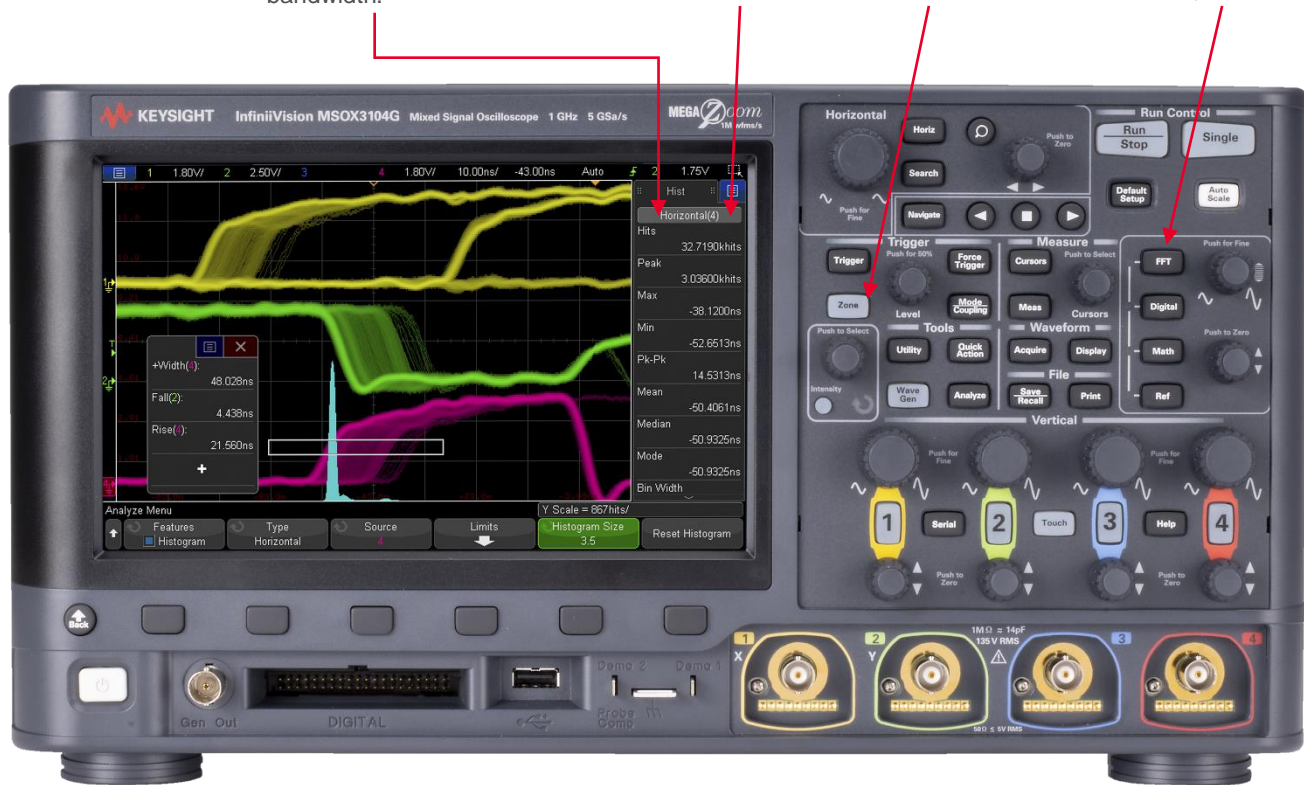 bandwidth.
KEYSIGHT InfiniiVision MSOX3104G Mixed Signal Oscilloscope 1 GHz 5 GSa/s
MEGA Zoom
1M wfms/s
1 1.80V/ 2 2.50V/ 3 4 1.80V/ 10.00ns/ -43.00ns Auto 2 1.75V
Hist
Horizontal(4)
Hits
32.7190khits
Peak
3.03600khits
Max
-38.1200ns
Min
-52.6513ns
Pk-Pk
14.5313ns
Mean
-50.4061ns
Median
-50.9325ns
Mode
-50.9325ns
Bin Width
+Width(4):
48.028ns
Fall(2):
4.438ns
Rise(4):
21.560ns
+
Analyze Menu
Y Scale = 867hits/
Features
Histogram
Type
Horizontal
Source
4
Limits
Histogram Size
3.5
Reset Histogram
Back
Horizontal
Horiz
Push to Zero
Search
Push for Fine
Navigate
Run Control
Run
Stop
Single
Default Setup
Auto Scale
Trigger
Push for 50%
Trigger
Force Trigger
Zone
Mode Coupling
Level
Measure
Cursors
Push to Select
Meas
Cursors
FFT
Push for Fine
Digital
Math
Push to Zero
Ref
Push to Select
Intensity
Tools
Utility
Quick Action
Wave Gen
Analyze
Waveform
Acquire
Display
File
Save Recall
Print
Vertical
Push for Fine
Push for Fine
1
Serial
2
Touch
3
Help
4
Push to Zero
Push to Zero
Gen Out
DIGITAL
Demo 2
Demo 1
Probe Comp
1
X
2
Y
1MΩ ≈ 14pF
135 V RMS
3
4
50Ω ≤ 5V RMS